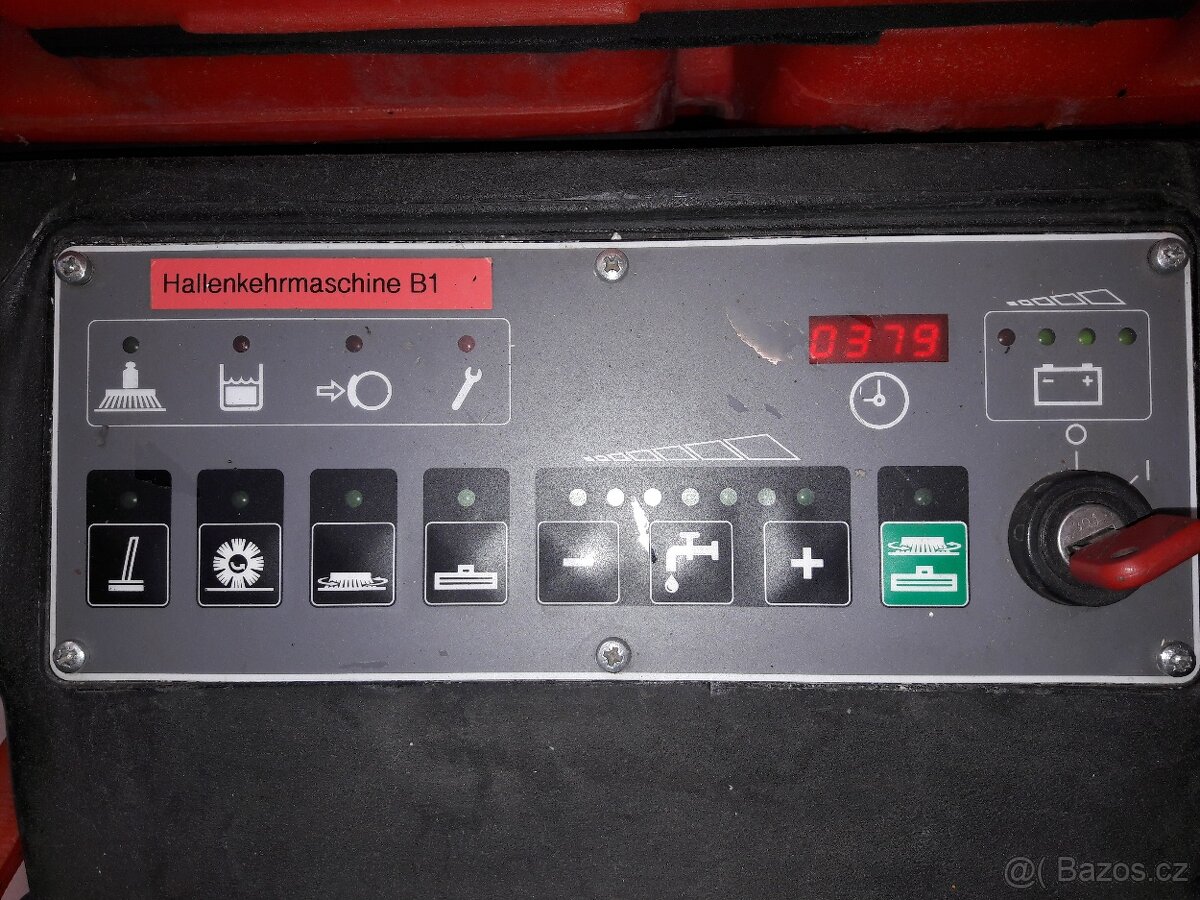 Hallenkehrmaschine B1
0379
@( Bazos.cz